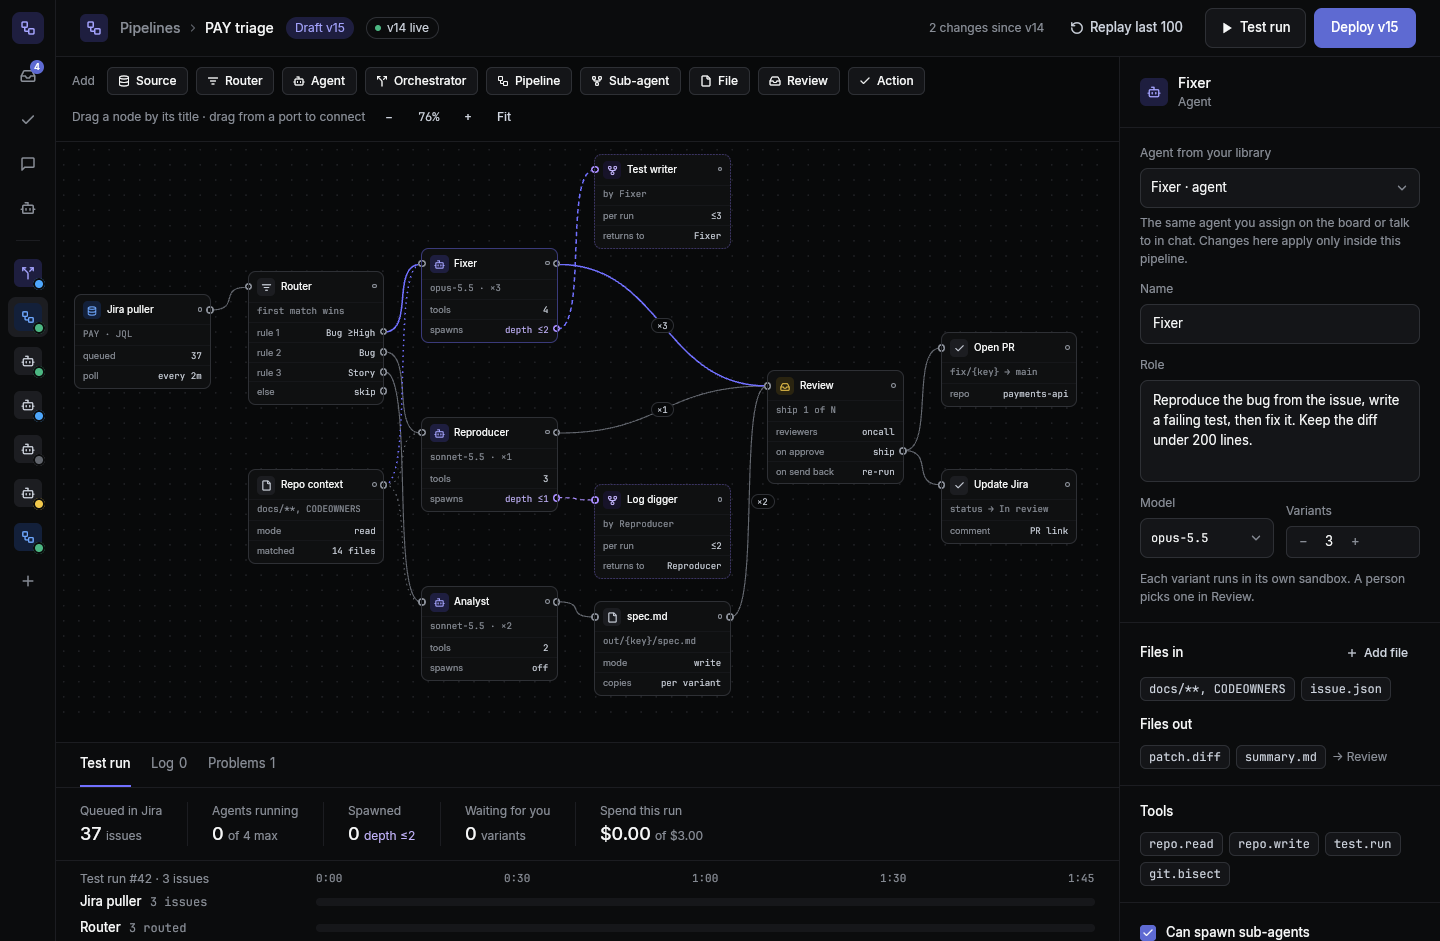 Pipelines › PAY triage Draft v15 v14 live 2 changes since v14 Replay last 100 Test run Deploy v15
4
Add Source Router Agent Orchestrator Pipeline Sub-agent File Review Action
Drag a node by its title · drag from a port to connect − 76% + Fit
Test writer
by Fixer
per run ≤3
returns to Fixer
Fixer
opus-5.5 · ×3
tools 4
spawns depth ≤2
Router
first match wins
rule 1 Bug ≥High
rule 2 Bug
rule 3 Story
else skip
Jira puller
PAY · JQL
queued 37
poll every 2m
×3
Open PR
fix/{key} → main
repo payments-api
Review
ship 1 of N
reviewers oncall
on approve ship
on send back re-run
×1
Reproducer
sonnet-5.5 · ×1
tools 3
spawns depth ≤1
Repo context
docs/**, CODEOWNERS
mode read
matched 14 files
Log digger
by Reproducer
per run ≤2
returns to Reproducer
×2
Update Jira
status → In review
comment PR link
Analyst
sonnet-5.5 · ×2
tools 2
spawns off
spec.md
out/{key}/spec.md
mode write
copies per variant
Test run Log 0 Problems 1
Queued in Jira Agents running Spawned Waiting for you Spend this run
37 issues 0 of 4 max 0 depth ≤2 0 variants $0.00 of $3.00
Test run #42 · 3 issues 0:00 0:30 1:00 1:30 1:45
Jira puller 3 issues
Router 3 routed
Fixer
Agent
Agent from your library
Fixer · agent
The same agent you assign on the board or talk
to in chat. Changes here apply only inside this
pipeline.
Name
Fixer
Role
Reproduce the bug from the issue, write
a failing test, then fix it. Keep the diff
under 200 lines.
Model Variants
opus-5.5 − 3 +
Each variant runs in its own sandbox. A person
picks one in Review.
Files in + Add file
docs/**, CODEOWNERS issue.json
Files out
patch.diff summary.md → Review
Tools
repo.read repo.write test.run
git.bisect
Can spawn sub-agents